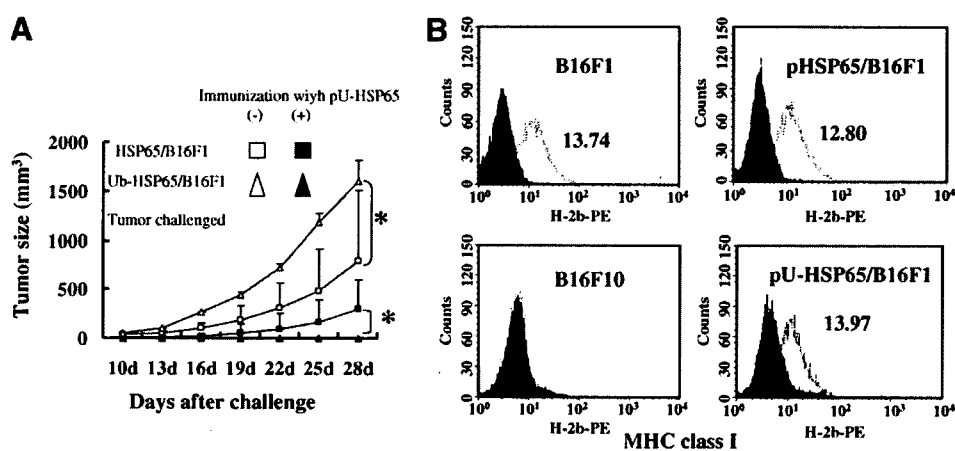 A
Immunization wiyh pU-HSP65
(-) (+)
HSP65/B16F1
Ub-HSP65/B16F1
Tumor challenged
Tumor size (mm³)
2000
1500
1000
500
0
*
*
10d 13d 16d 19d 22d 25d 28d
Days after challenge
B
B16F1
13.74
Counts
150
120
90
60
30
0
10⁰ 10¹ 10² 10³ 10⁴
H-2b-PE
pHSP65/B16F1
12.80
Counts
150
120
90
60
30
0
10⁰ 10¹ 10² 10³ 10⁴
H-2b-PE
B16F10
Counts
150
120
90
60
30
0
10⁰ 10¹ 10² 10³ 10⁴
H-2b-PE
pU-HSP65/B16F1
13.97
Counts
150
120
90
60
30
0
10⁰ 10¹ 10² 10³ 10⁴
H-2b-PE
MHC class I